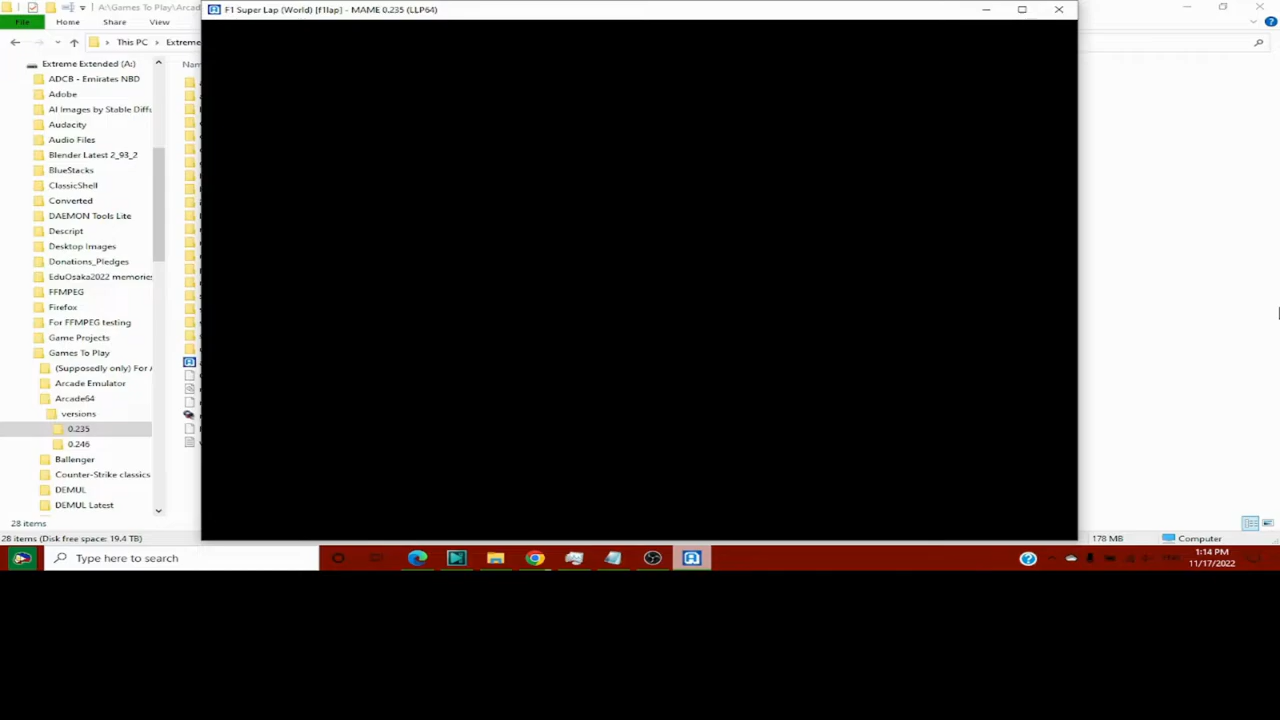 A:\Games To Play\Arcad
F1 Super Lap (World) [f1lap] - MAME 0.235 (LLP64)
File
Home
Share
View
This PC
Extreme
Extreme Extended (A:)
ADCB - Emirates NBD
Adobe
AI Images by Stable Diffu
Audacity
Audio Files
Blender Latest 2_93_2
BlueStacks
ClassicShell
Converted
DAEMON Tools Lite
Descript
Desktop Images
Donations_Pledges
EduOsaka2022 memories
FFMPEG
Firefox
For FFMPEG testing
Game Projects
Games To Play
(Supposedly only) For A
Arcade Emulator
Arcade64
versions
0.235
0.246
Ballenger
Counter-Strike classics
DEMUL
DEMUL Latest
28 items
28 items (Disk free space: 19.4 TB)
178 MB
Computer
Type here to search
1:14 PM
11/17/2022